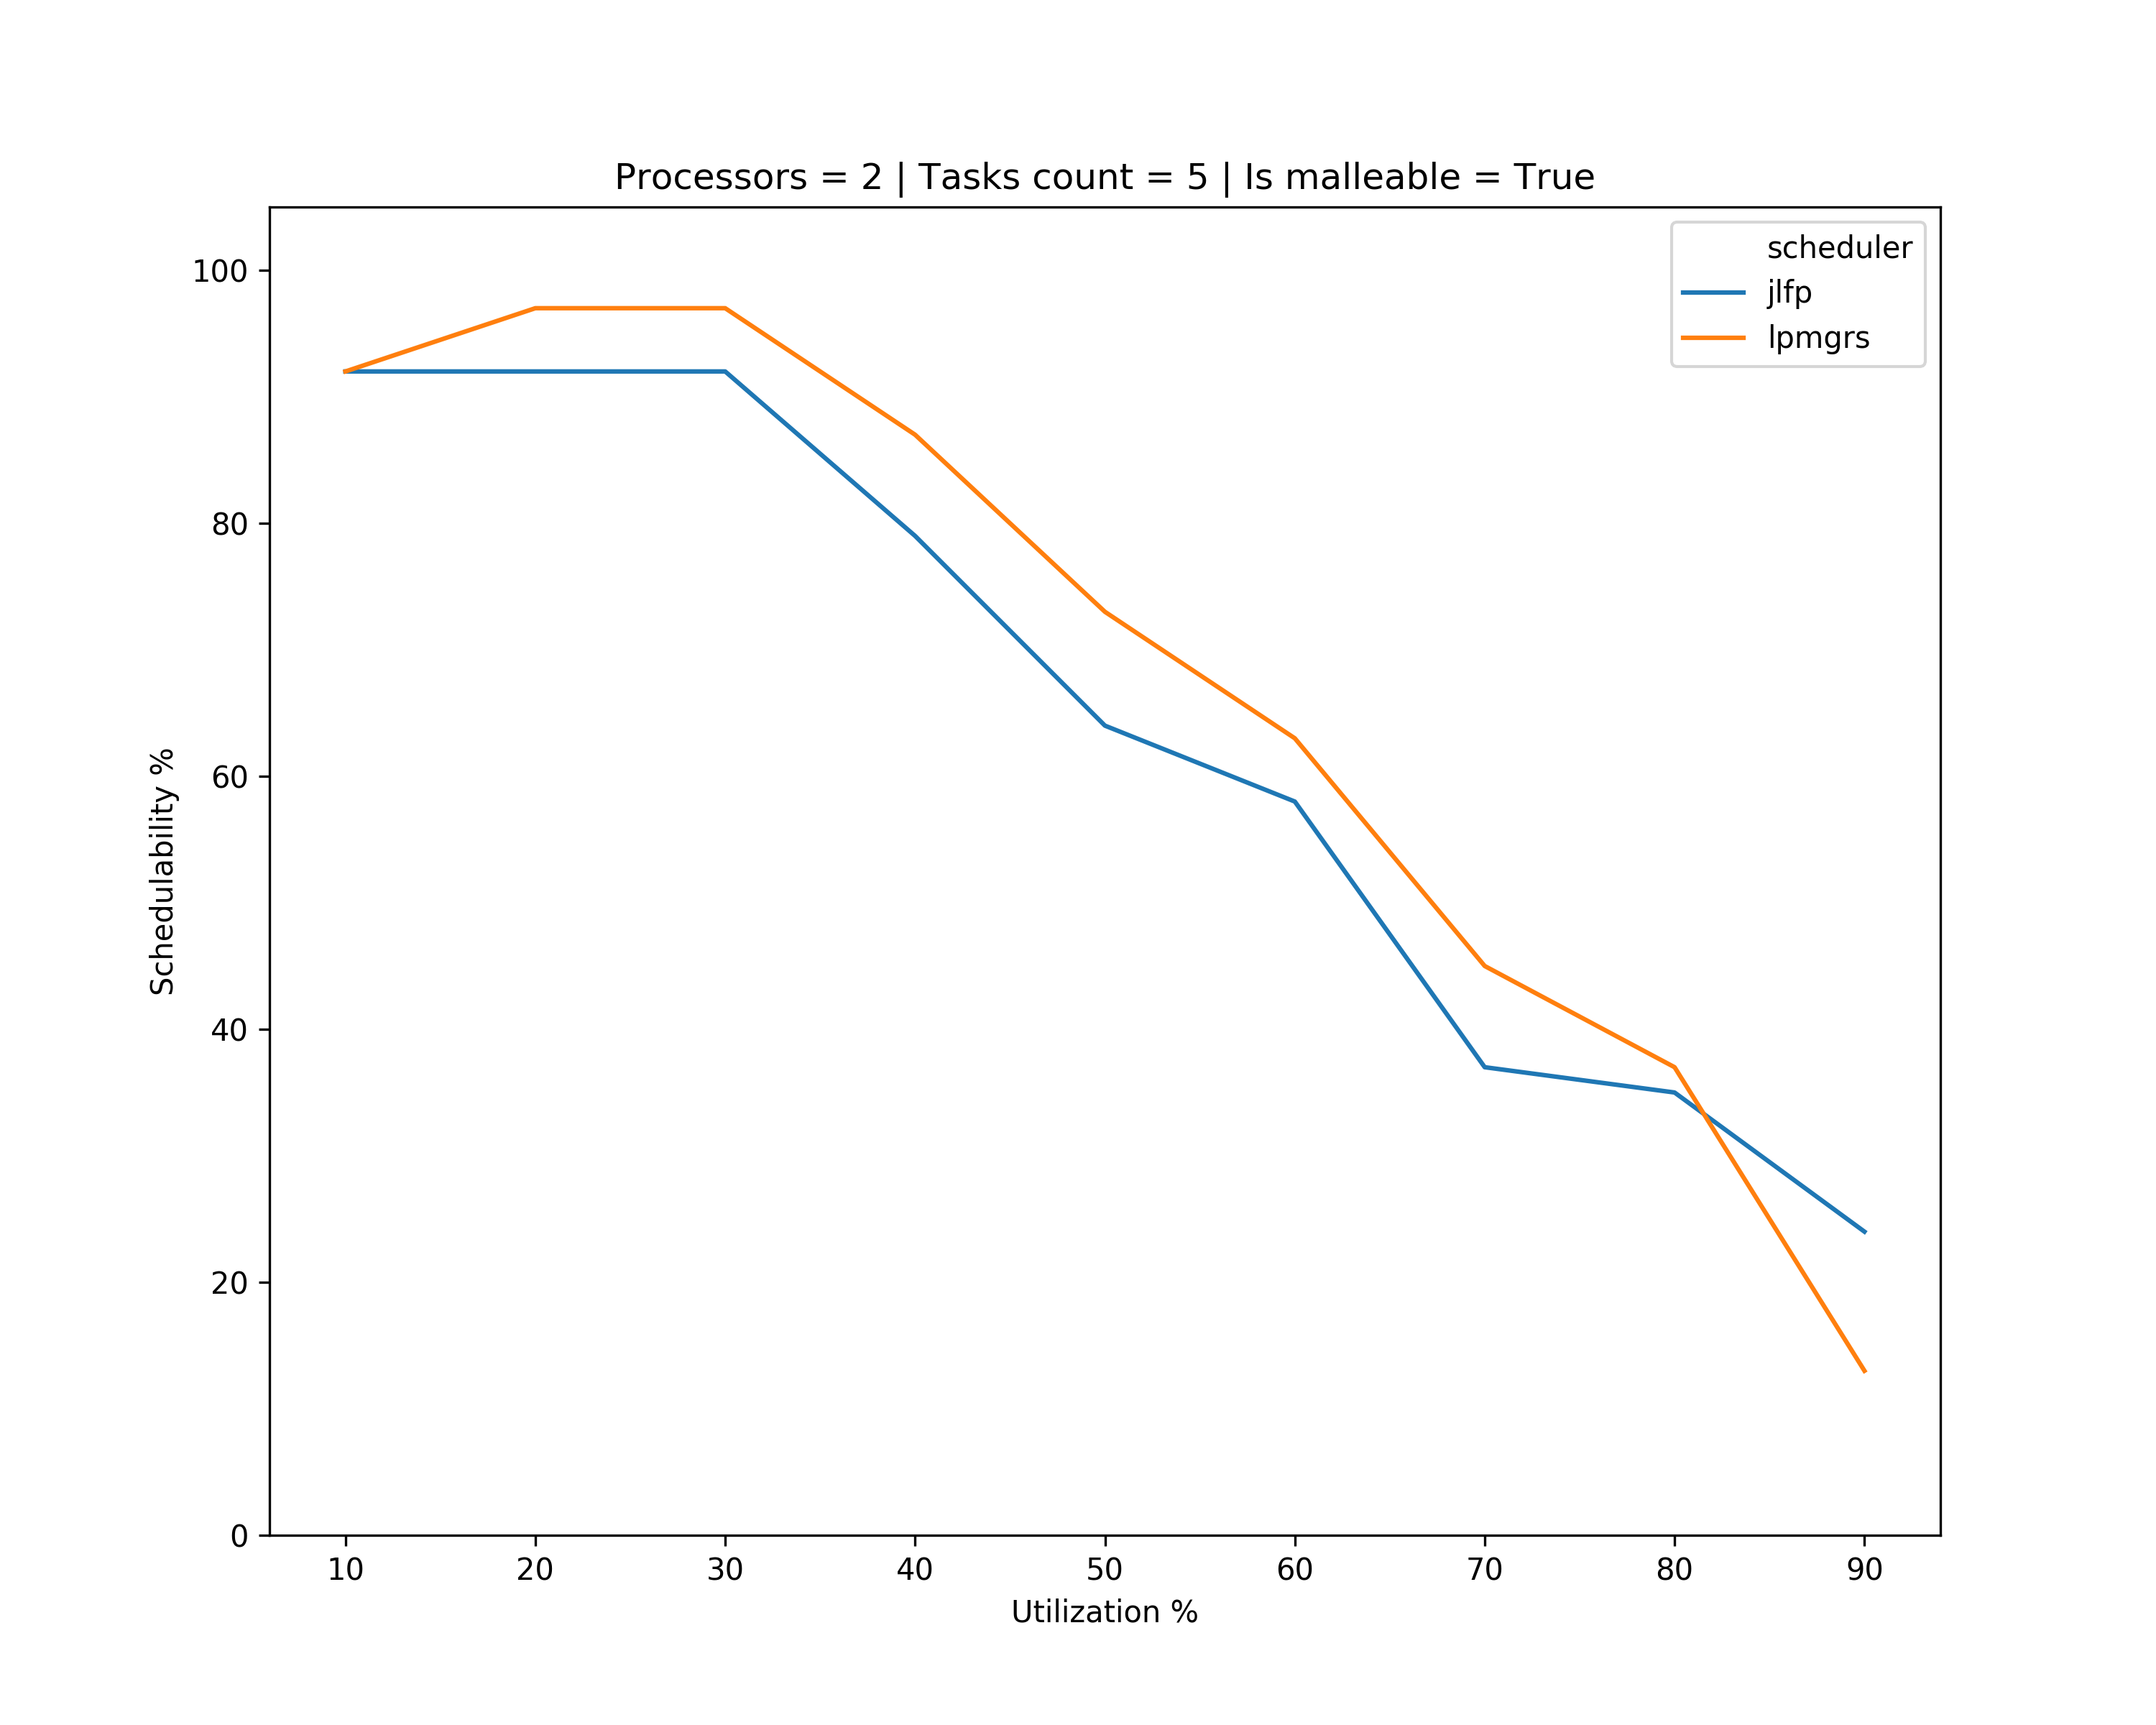 Processors = 2 | Tasks count = 5 | Is malleable = True
scheduler
jlfp
lpmgrs
Schedulability %
100
80
60
40
20
0
10 20 30 40 50 60 70 80 90
Utilization %